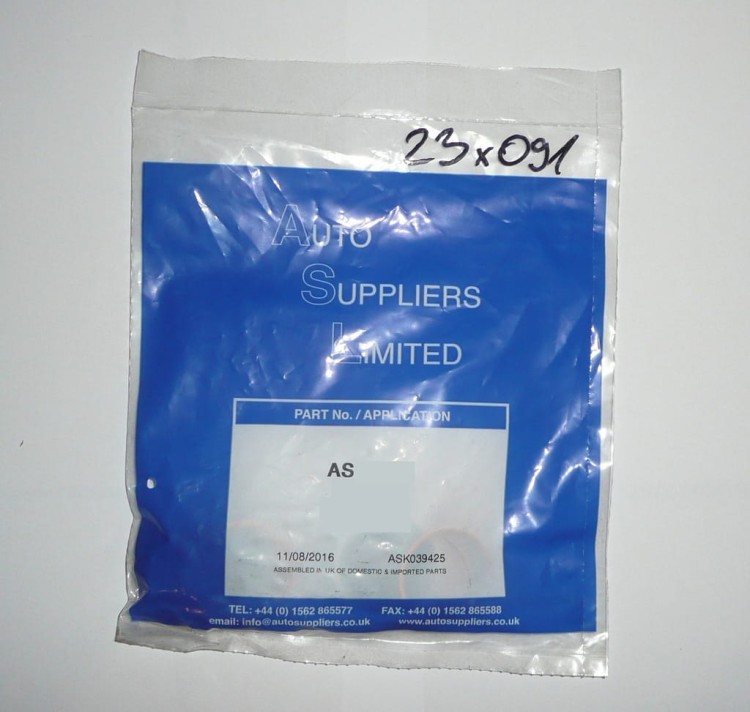 23x091
AUTO
SUPPLIERS
LIMITED
PART No. / APPLICATION
AS
11/08/2016 ASK039425
ASSEMBLED IN UK OF DOMESTIC & IMPORTED PARTS
TEL: +44 (0) 1562 865577 FAX: +44 (0) 1562 865588
email: info@autosuppliers.co.uk www.autosuppliers.co.uk